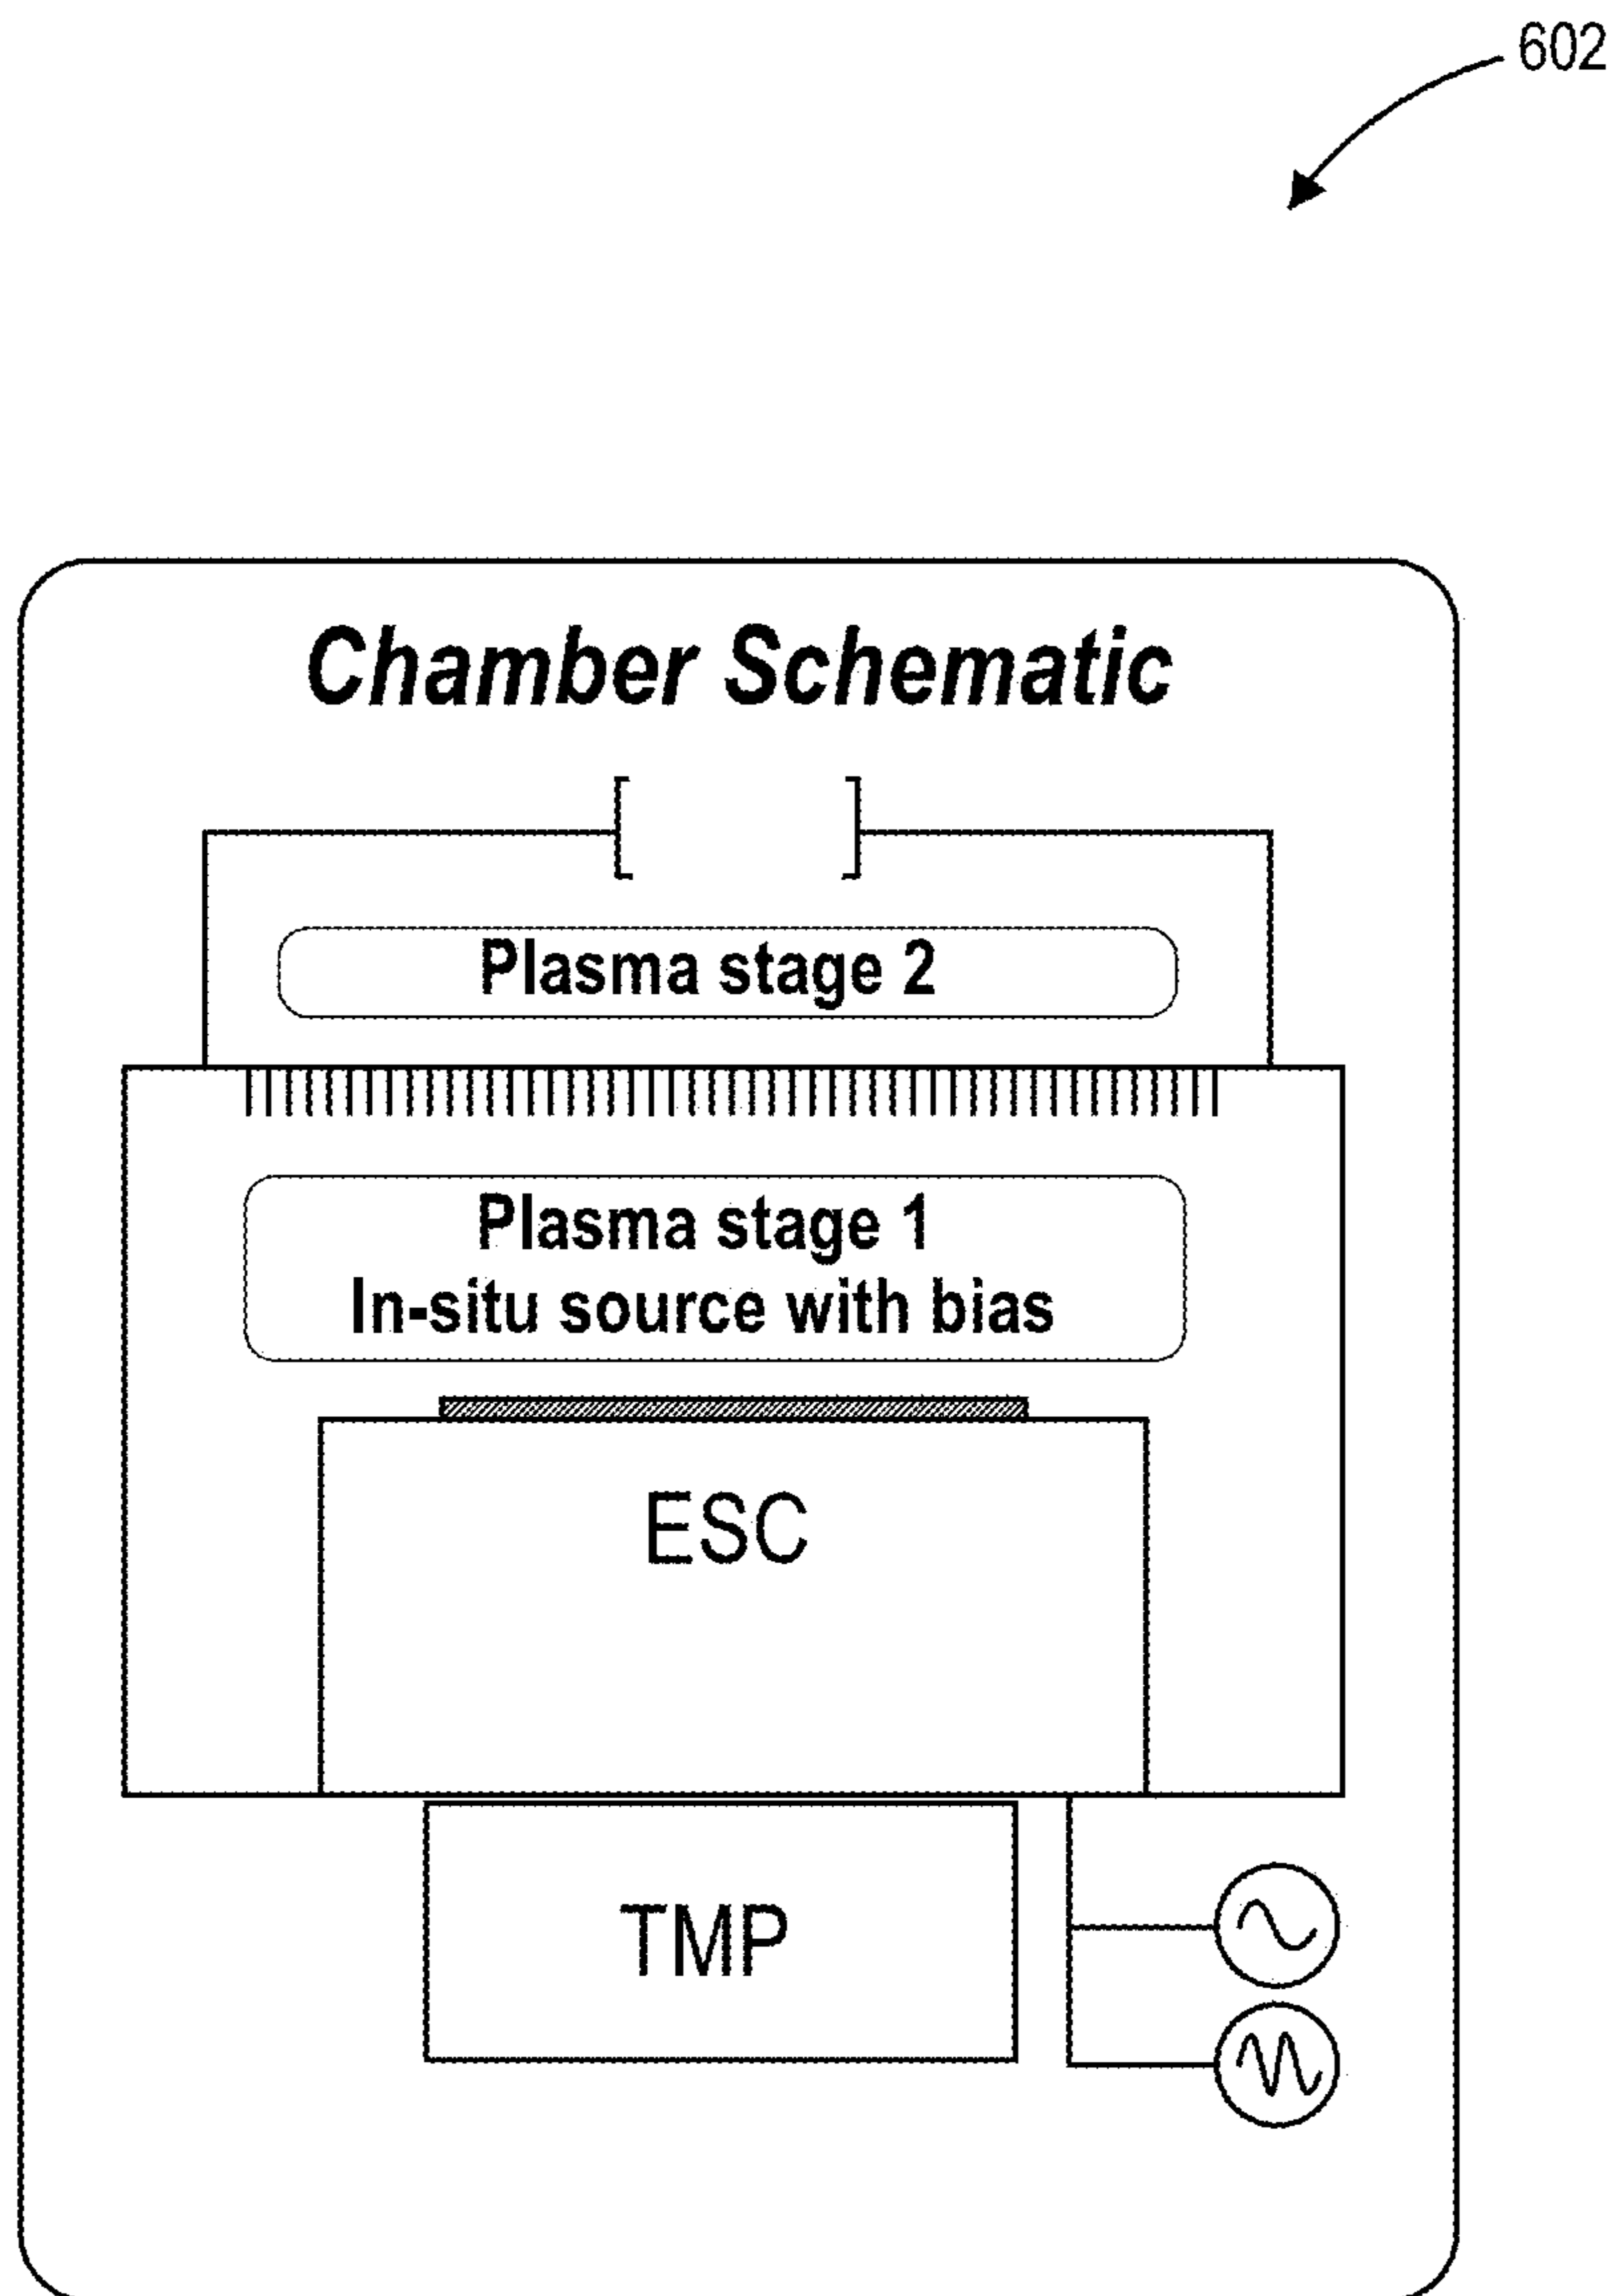 602
Chamber Schematic
Plasma stage 2
Plasma stage 1
In-situ source with bias
ESC
TMP